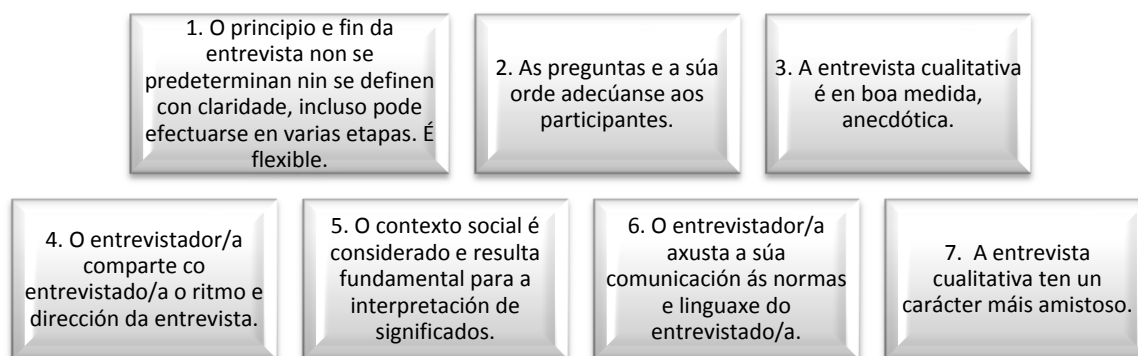 1. O principio e fin da
entrevista non se
predeterminan nin se definen
con claridade, incluso pode
efectuarse en varias etapas. É
flexible.
2. As preguntas e a súa
orde adecúanse aos
participantes.
3. A entrevista cualitativa
é en boa medida,
anecdótica.
4. O entrevistador/a
comparte co
entrevistado/a o ritmo e
dirección da entrevista.
5. O contexto social é
considerado e resulta
fundamental para a
interpretación de
significados.
6. O entrevistador/a
axusta a súa
comunicación ás normas
e linguaxe do
entrevistado/a.
7. A entrevista
cualitativa ten un
carácter máis amistoso.